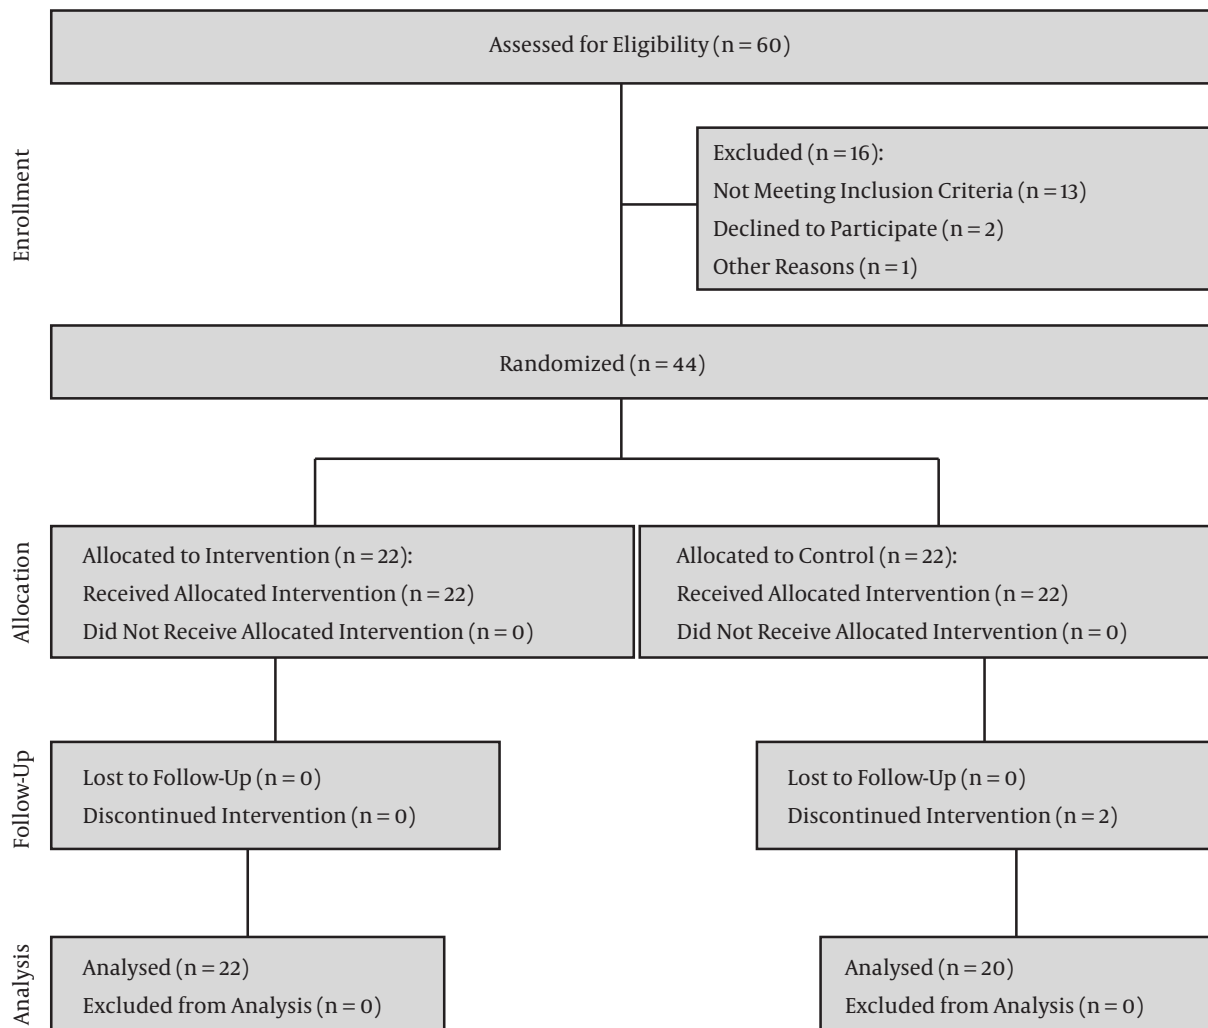 Assessed for Eligibility (n = 60)
Enrollment
Excluded (n = 16):
Not Meeting Inclusion Criteria (n = 13)
Declined to Participate (n = 2)
Other Reasons (n = 1)
Randomized (n = 44)
Allocation
Allocated to Intervention (n = 22):
Received Allocated Intervention (n = 22)
Did Not Receive Allocated Intervention (n = 0)
Allocated to Control (n = 22):
Received Allocated Intervention (n = 22)
Did Not Receive Allocated Intervention (n = 0)
Follow-Up
Lost to Follow-Up (n = 0)
Discontinued Intervention (n = 0)
Lost to Follow-Up (n = 0)
Discontinued Intervention (n = 2)
Analysis
Analysed (n = 22)
Excluded from Analysis (n = 0)
Analysed (n = 20)
Excluded from Analysis (n = 0)